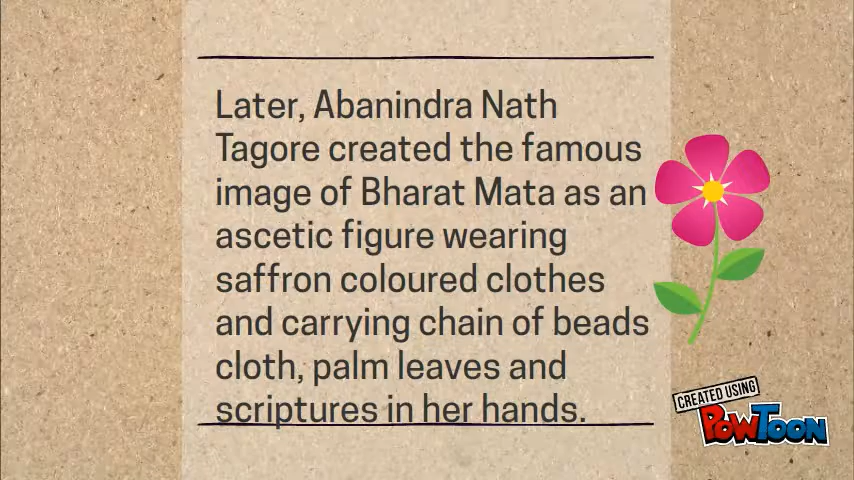 Later, Abanindra Nath
Tagore created the famous
image of Bharat Mata as an
ascetic figure wearing
saffron coloured clothes
and carrying chain of beads
cloth, palm leaves and
scriptures in her hands.
CREATED USING
POWTOON